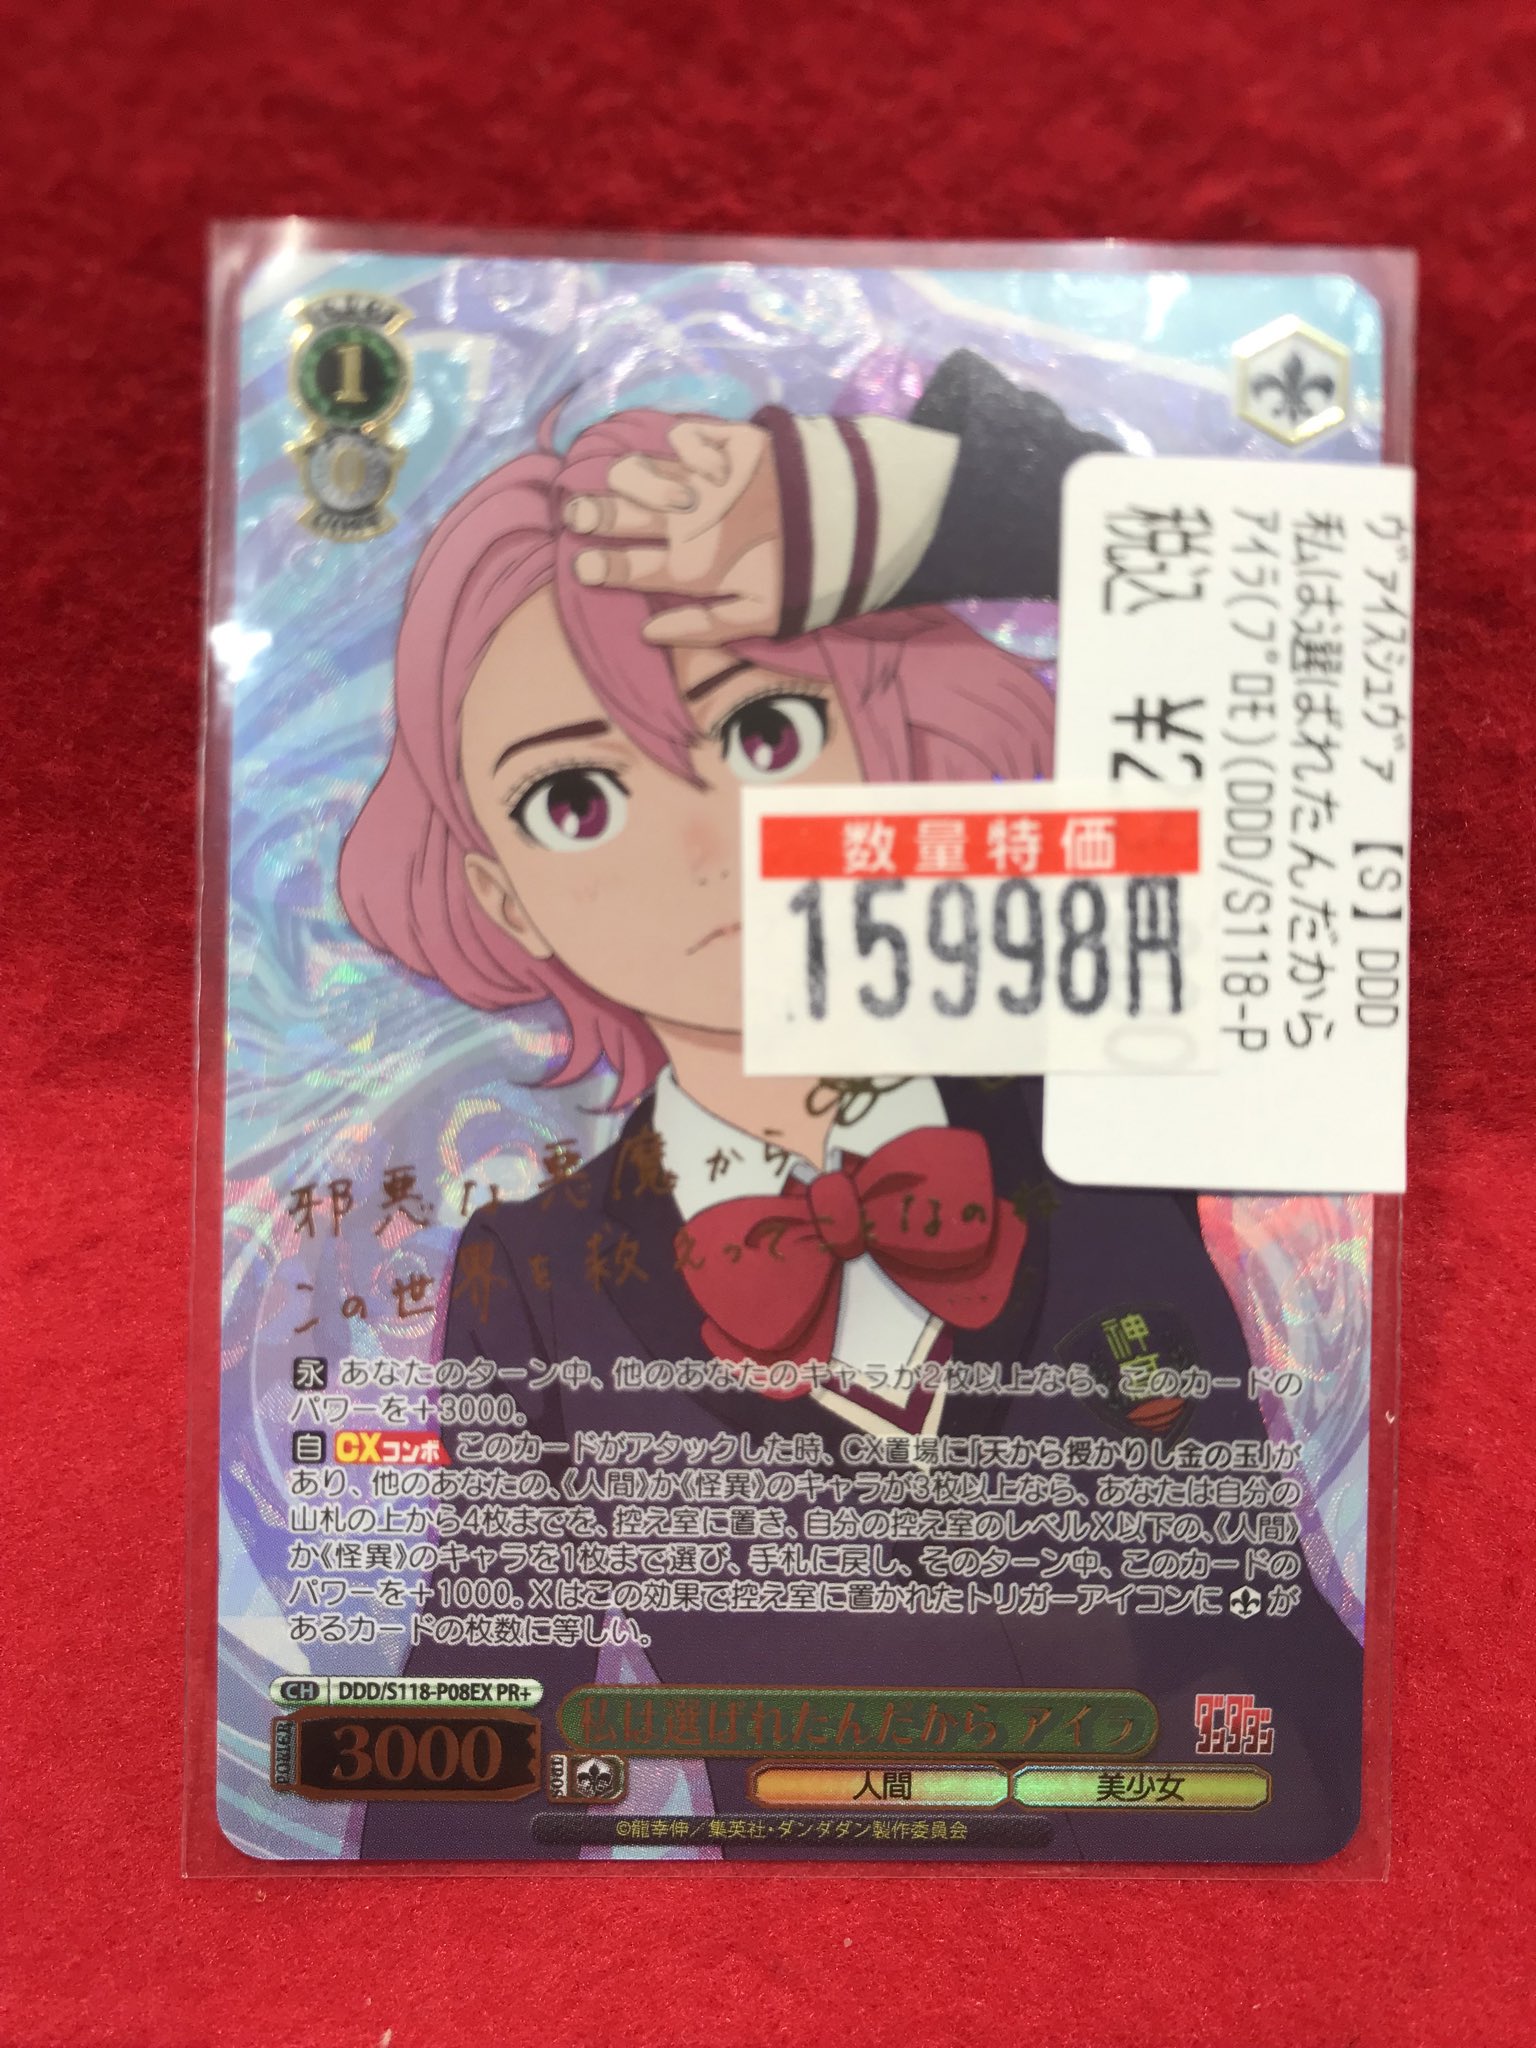 LEVEL
1
0
COST
ヴァイスシュヴァ 【S】DDD
私は選ばれたんだから
アイラ(プロモ)(DDD/S118-P
税込 ¥2
数量特価
15998円
邪悪な悪魔から
この世界を救えってことなのね
神
永 あなたのターン中、他のあなたのキャラが2枚以上なら、このカードの
パワーを+3000。
自 CXコンボ このカードがアタックした時、CX置場に「天から授かりし金の玉」が
あり、他のあなたの、《人間》か《怪異》のキャラが3枚以上なら、あなたは自分の
山札の上から4枚までを、控え室に置き、自分の控え室のレベルX以下の、《人間》
か《怪異》のキャラを1枚まで選び、手札に戻し、そのターン中、このカードの
パワーを+1000。Xはこの効果で控え室に置かれたトリガーアイコンに が
あるカードの枚数に等しい。
CH DDD/S118-P08EX PR+
POWER 3000
私は選ばれたんだから アイラ
ダンダダン
SOUL
人間 美少女
©龍幸伸/集英社・ダンダダン製作委員会